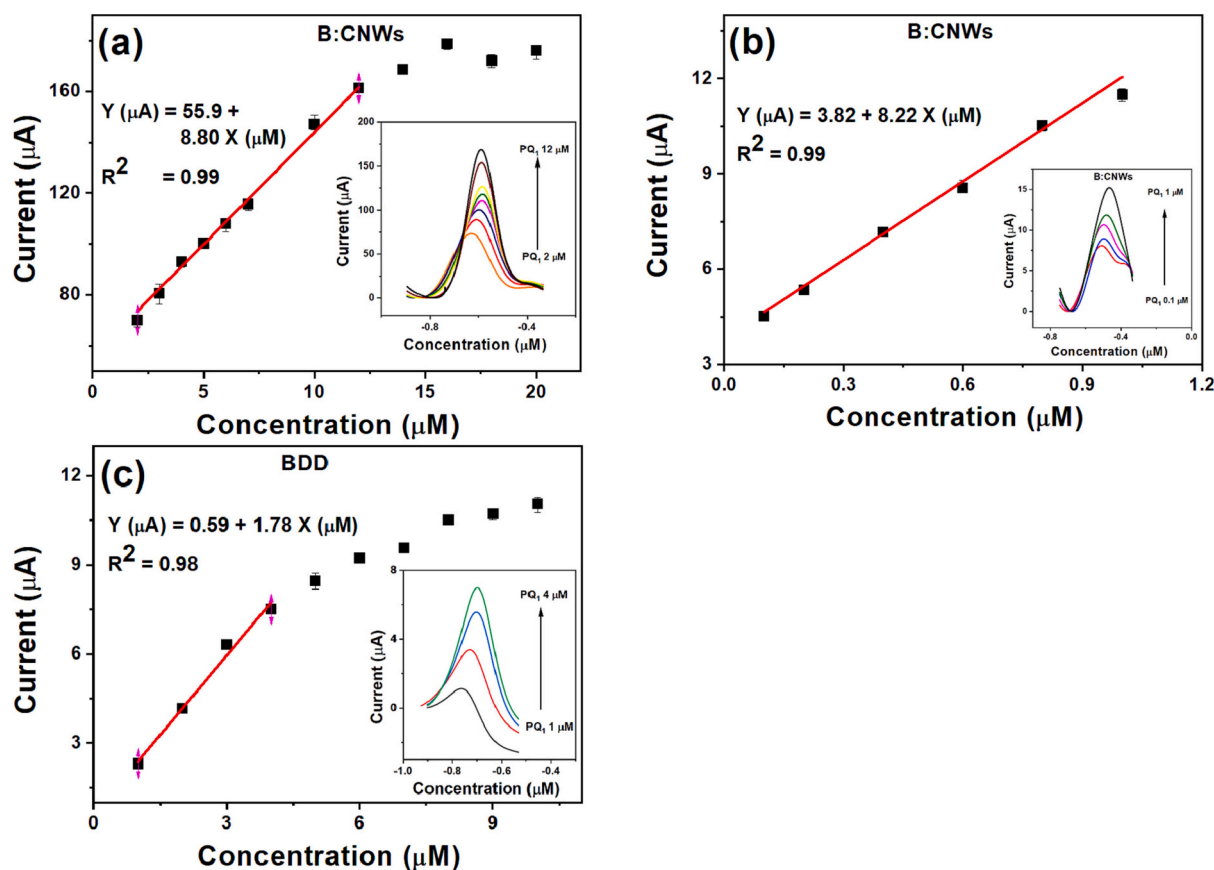 (a)
B:CNWs
Y (μA) = 55.9 +
8.80 X (μM)
R² = 0.99
Current (μA)
160
120
80
0
5
10
15
20
Concentration (μM)
200
150
100
50
0
Current (μA)
PQ₁ 12 μM
PQ₁ 2 μM
-0.8
-0.4
Concentration (μM)
(b)
B:CNWs
Y (μA) = 3.82 + 8.22 X (μM)
R² = 0.99
Current (μA)
12
9
6
3
0.0
0.3
0.6
0.9
1.2
Concentration (μM)
B:CNWs
15
10
5
0
Current (μA)
PQ₁ 1 μM
PQ₁ 0.1 μM
-0.8
-0.4
0.0
Concentration (μM)
(c)
BDD
Y (μA) = 0.59 + 1.78 X (μM)
R² = 0.98
Current (μA)
12
9
6
3
0
3
6
9
Concentration (μM)
8
4
0
Current (μA)
PQ₁ 4 μM
PQ₁ 1 μM
-1.0
-0.8
-0.6
-0.4
Concentration (μM)